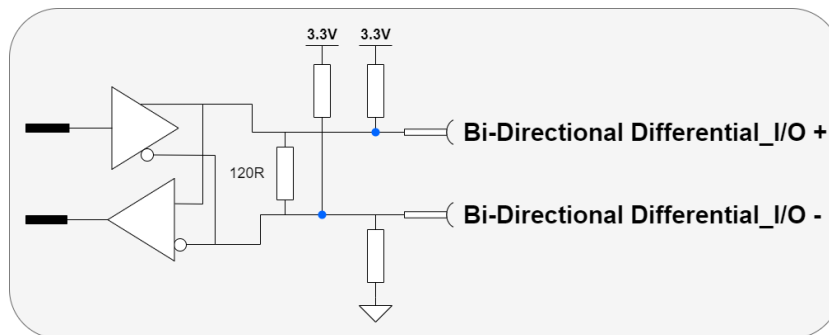 3.3V 3.3V
Bi-Directional Differential_I/O +
120R
Bi-Directional Differential_I/O -